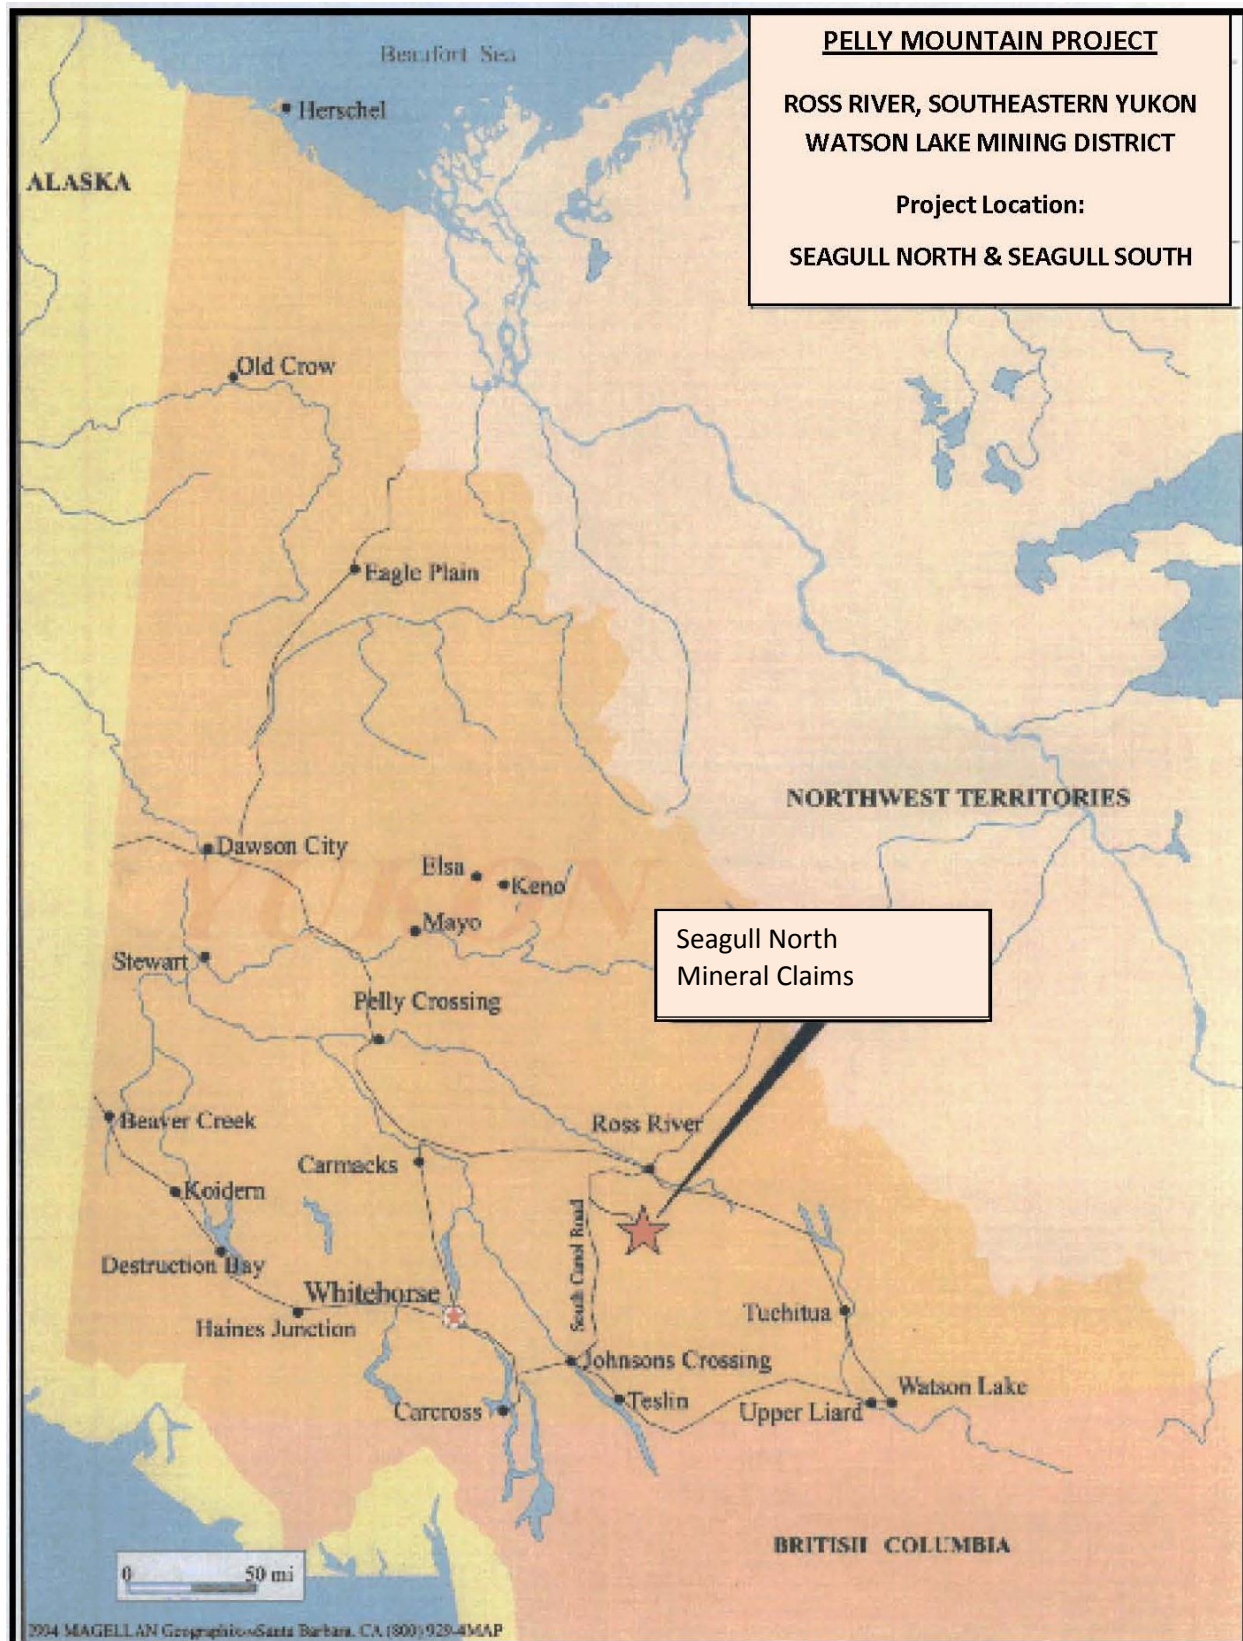 PELLY MOUNTAIN PROJECT
ROSS RIVER, SOUTHEASTERN YUKON
WATSON LAKE MINING DISTRICT
Project Location:
SEAGULL NORTH & SEAGULL SOUTH
Beaufort Sea
Herschel
ALASKA
Old Crow
Eagle Plain
NORTHWEST TERRITORIES
Dawson City
YUKON
Elsa
Keno
Mayo
Seagull North
Mineral Claims
Stewart
Pelly Crossing
Beaver Creek
Ross River
Carmacks
Koidern
South Canol Road
Destruction Bay
Whitehorse
Haines Junction
Tuchitua
Johnsons Crossing
Watson Lake
Teslin
Upper Liard
Carcross
BRITISH COLUMBIA
0 50 mi
1994 MAGELLAN Geographix Santa Barbara, CA (800) 929-4MAP